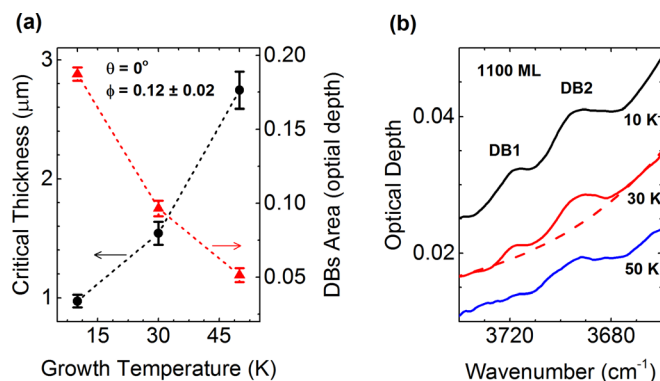 (a)
3
2
1
Critical Thickness (μm)
θ = 0°
ϕ = 0.12 ± 0.02
0.20
0.15
0.10
0.05
DBs Area (optial depth)
15
30
45
Growth Temperature (K)
(b)
1100 ML
DB2
DB1
10 K
30 K
50 K
0.04
0.02
Optical Depth
3720
3680
Wavenumber (cm⁻¹)